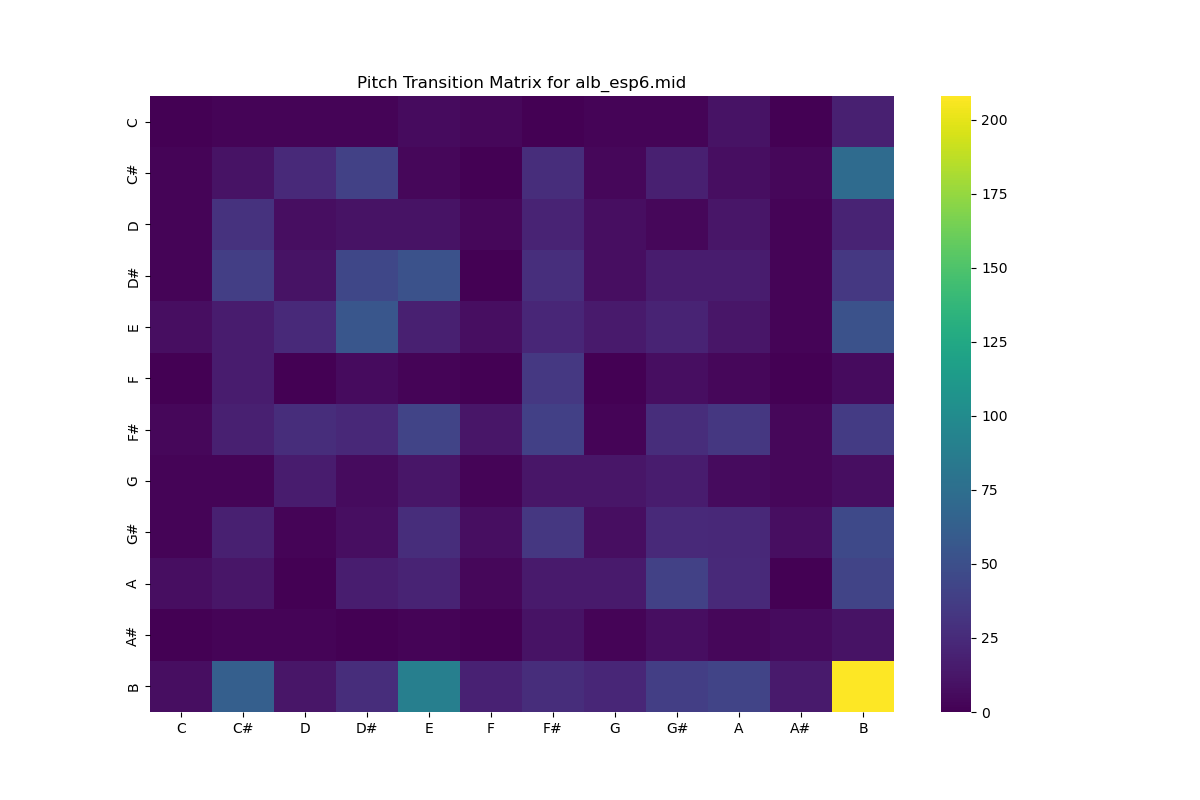 Pitch Transition Matrix for alb_esp6.mid
C
C#
D
D#
E
F
F#
G
G#
A
A#
B
C C# D D# E F F# G G# A A# B
200
175
150
125
100
75
50
25
0